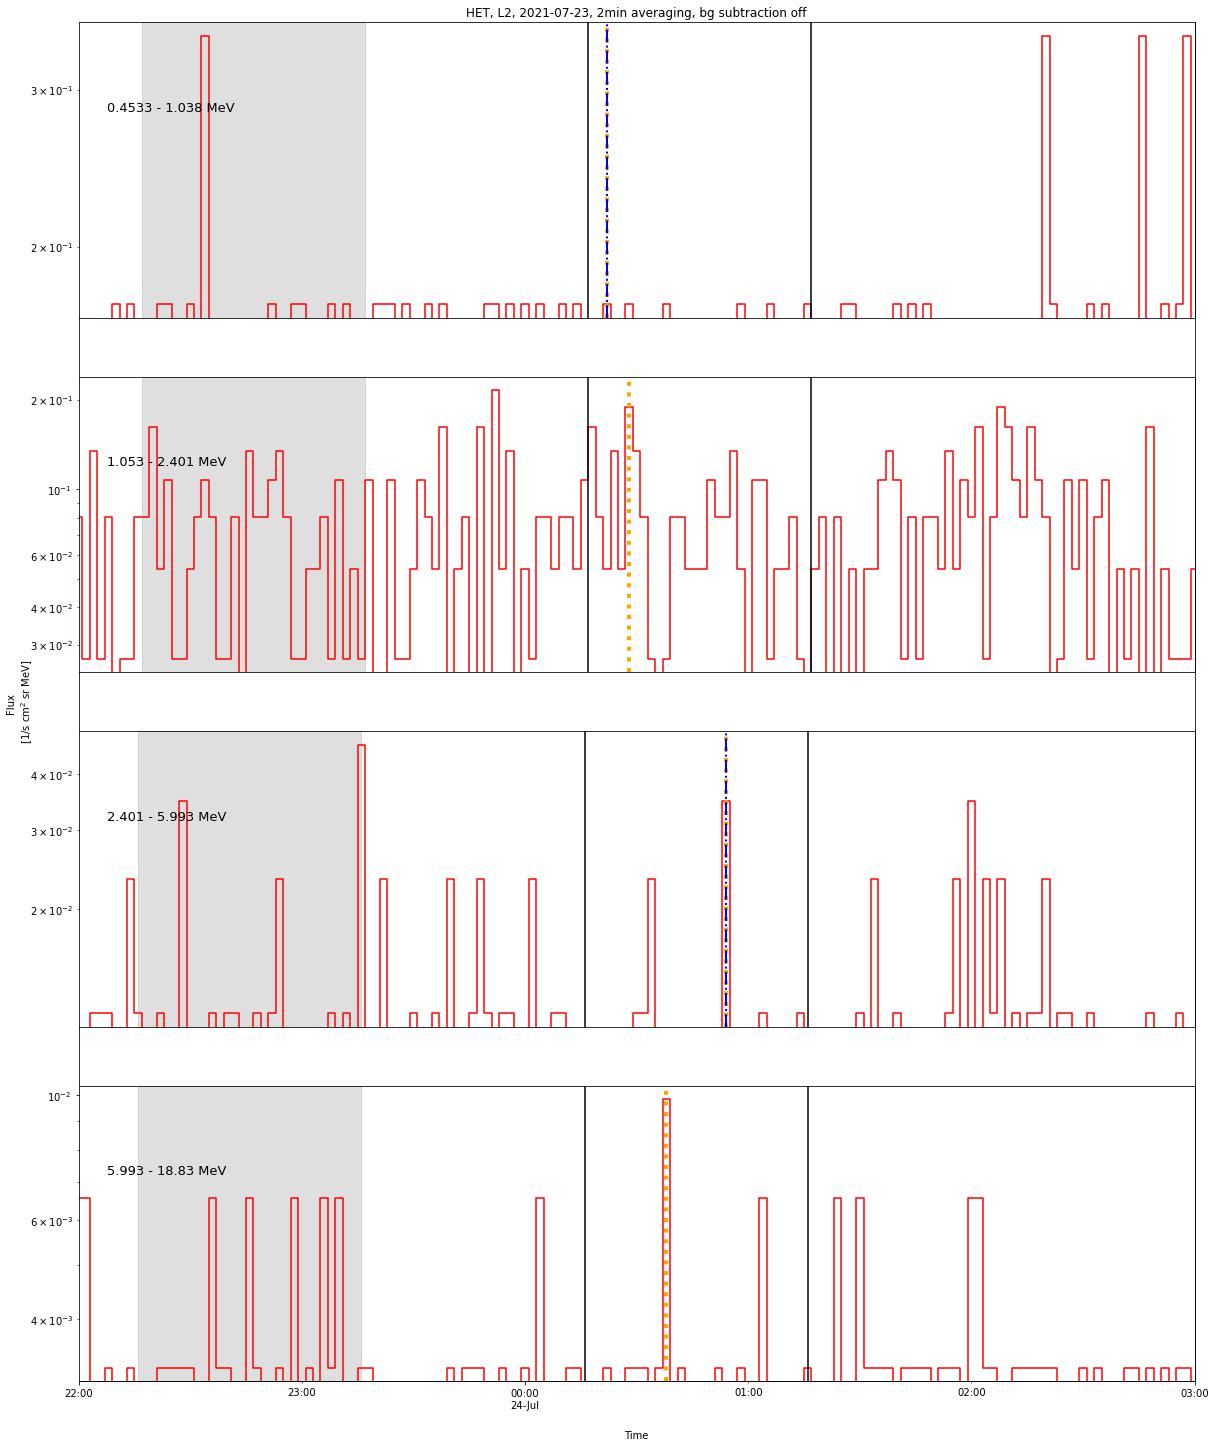 HET, L2, 2021-07-23, 2min averaging, bg subtraction off
3 × 10⁻¹
0.4533 - 1.038 MeV
2 × 10⁻¹
2 × 10⁻¹
1.053 - 2.401 MeV
10⁻¹
6 × 10⁻²
4 × 10⁻²
3 × 10⁻²
Flux
[1/s cm² sr MeV]
4 × 10⁻²
2.401 - 5.993 MeV
3 × 10⁻²
2 × 10⁻²
10⁻²
5.993 - 18.83 MeV
6 × 10⁻³
4 × 10⁻³
22:00 23:00 00:00 01:00 02:00 03:00
24-Jul
Time